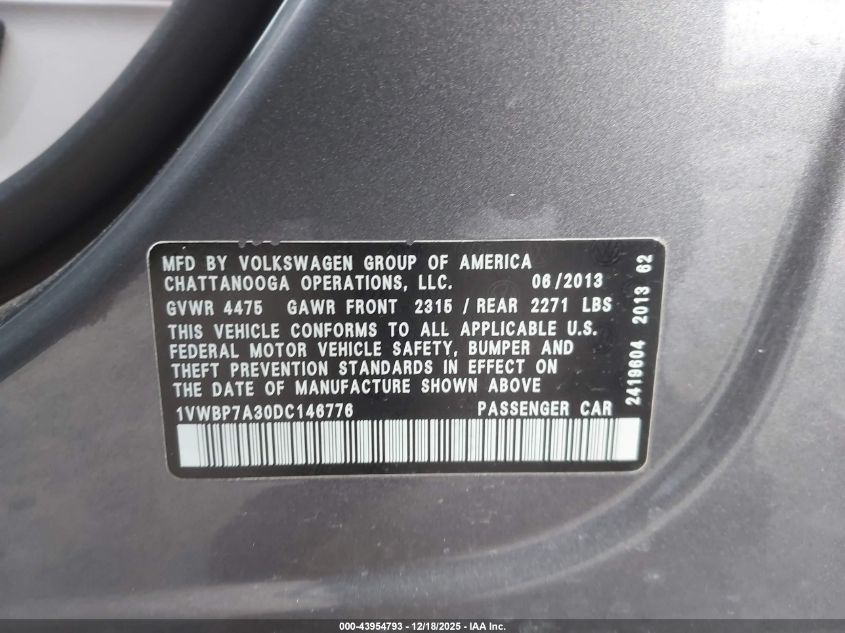 MFD BY VOLKSWAGEN GROUP OF AMERICA
CHATTANOOGA OPERATIONS, LLC. 06/2013
GVWR 4475 GAWR FRONT 2315 / REAR 2271 LBS
THIS VEHICLE CONFORMS TO ALL APPLICABLE U.S.
FEDERAL MOTOR VEHICLE SAFETY, BUMPER AND
THEFT PREVENTION STANDARDS IN EFFECT ON
THE DATE OF MANUFACTURE SHOWN ABOVE
1VWBP7A30DC146776 PASSENGER CAR
2419604 2013 62
000-43954793 - 12/18/2025 - IAA Inc.